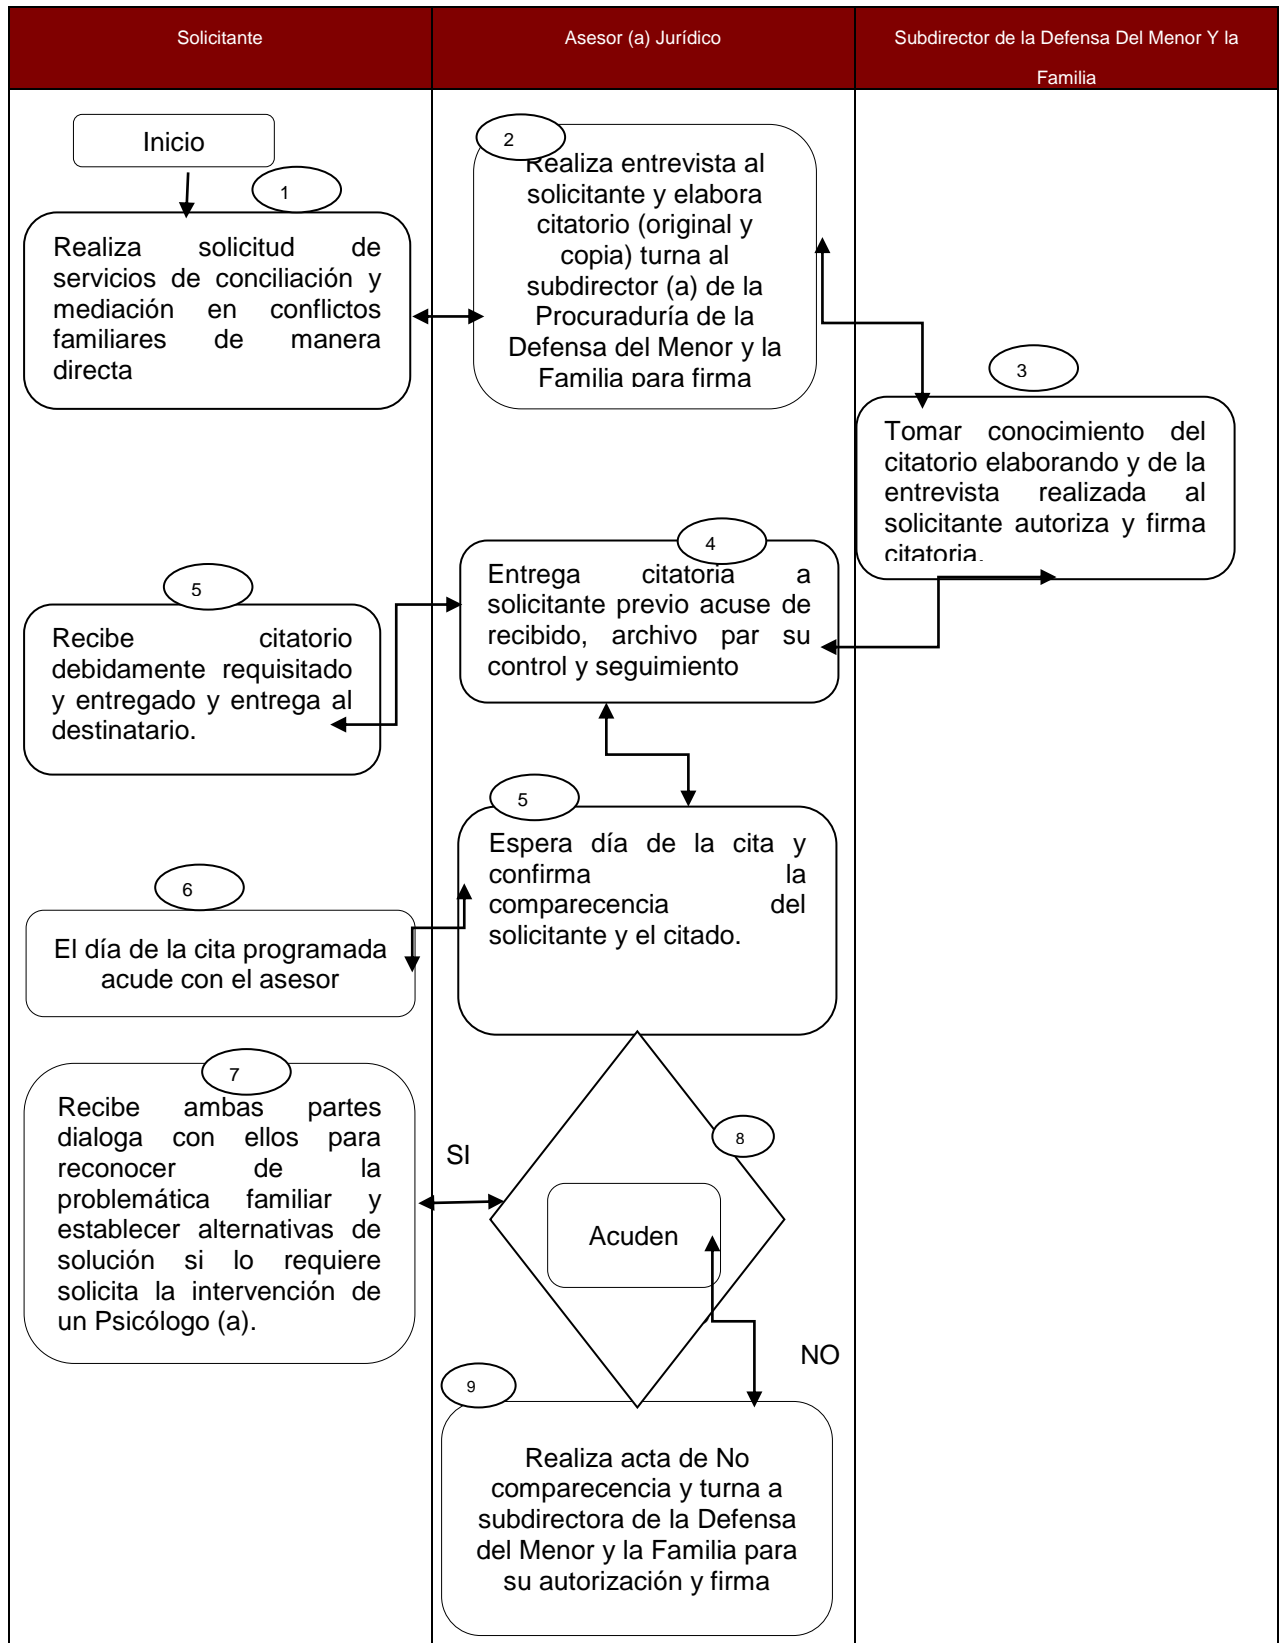 Solicitante
Asesor (a) Jurídico
Subdirector de la Defensa Del Menor Y la
Familia
Inicio
1
Realiza solicitud de
servicios de conciliación y
mediación en conflictos
familiares de manera
directa
2
Realiza entrevista al
solicitante y elabora
citatorio (original y
copia) turna al
subdirector (a) de la
Procuraduría de la
Defensa del Menor y la
Familia para firma
3
Tomar conocimiento del
citatorio elaborando y de la
entrevista realizada al
solicitante autoriza y firma
citatoria.
4
Entrega citatoria a
solicitante previo acuse de
recibido, archivo par su
control y seguimiento
5
Recibe citatorio
debidamente requisitado
y entregado y entrega al
destinatario.
5
Espera día de la cita y
confirma la
comparecencia del
solicitante y el citado.
6
El día de la cita programada
acude con el asesor
7
Recibe ambas partes
dialoga con ellos para
reconocer de la
problemática familiar y
establecer alternativas de
solución si lo requiere
solicita la intervención de
un Psicólogo (a).
SI
8
Acuden
NO
9
Realiza acta de No
comparecencia y turna a
subdirectora de la Defensa
del Menor y la Familia para
su autorización y firma